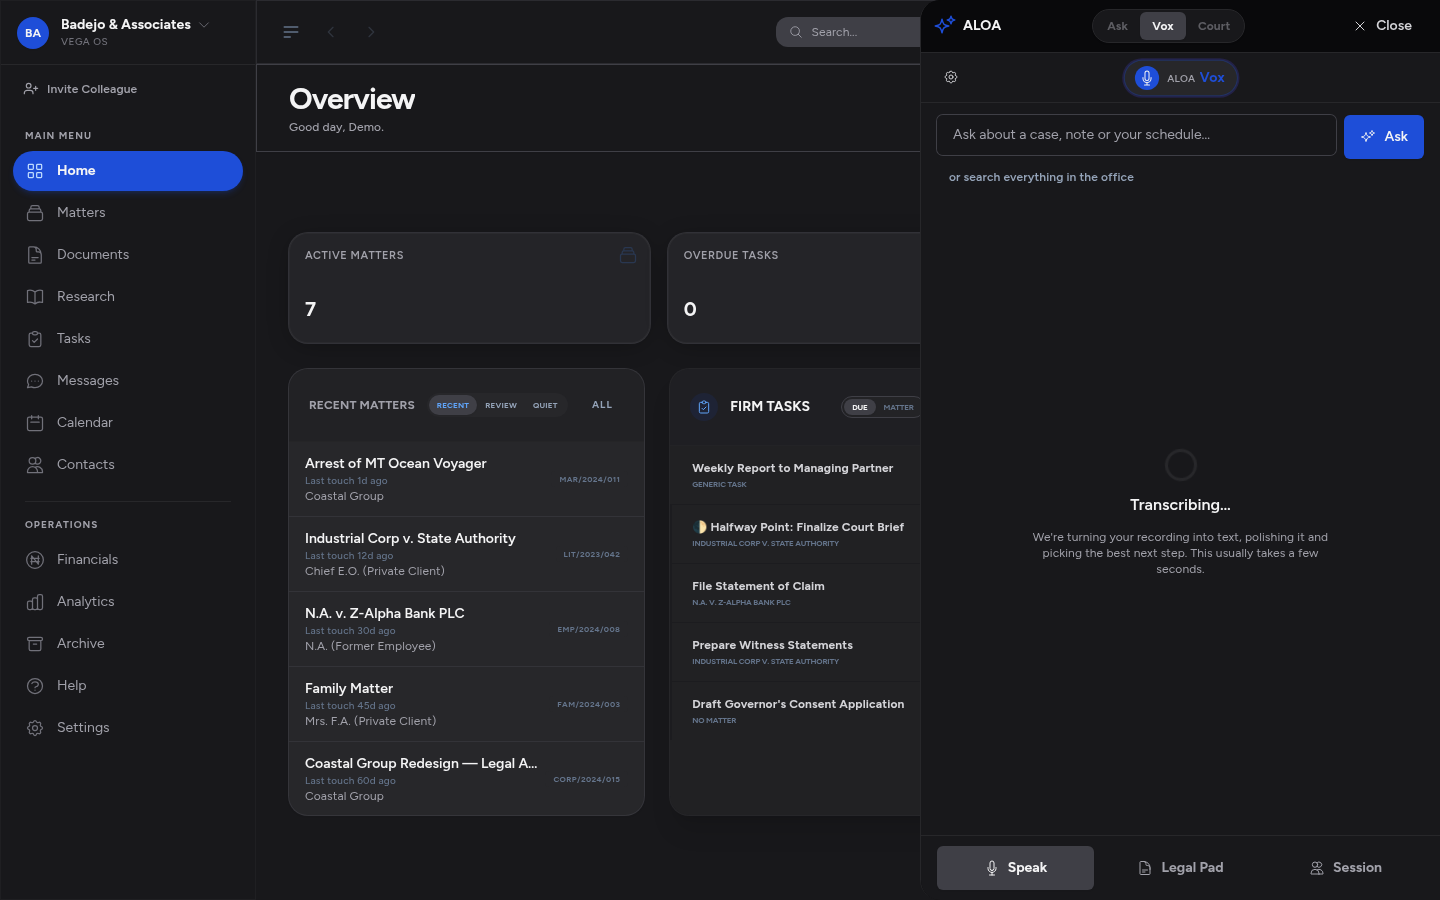 BA
Badejo & Associates
VEGA OS
Invite Colleague
MAIN MENU
Home
Matters
Documents
Research
Tasks
Messages
Calendar
Contacts
OPERATIONS
Financials
Analytics
Archive
Help
Settings
Search...
Overview
Good day, Demo.
ACTIVE MATTERS
7
OVERDUE TASKS
0
RECENT MATTERS
RECENT
REVIEW
QUIET
ALL
Arrest of MT Ocean Voyager
Last touch 1d ago
MAR/2024/011
Coastal Group
Industrial Corp v. State Authority
Last touch 12d ago
LIT/2023/042
Chief E.O. (Private Client)
N.A. v. Z-Alpha Bank PLC
Last touch 30d ago
EMP/2024/008
N.A. (Former Employee)
Family Matter
Last touch 45d ago
FAM/2024/003
Mrs. F.A. (Private Client)
Coastal Group Redesign — Legal A...
Last touch 60d ago
CORP/2024/015
Coastal Group
FIRM TASKS
DUE
MATTER
Weekly Report to Managing Partner
GENERIC TASK
🌗 Halfway Point: Finalize Court Brief
INDUSTRIAL CORP V. STATE AUTHORITY
File Statement of Claim
N.A. V. Z-ALPHA BANK PLC
Prepare Witness Statements
INDUSTRIAL CORP V. STATE AUTHORITY
Draft Governor's Consent Application
NO MATTER
ALOA
Ask
Vox
Court
Close
ALOA Vox
Ask about a case, note or your schedule...
Ask
or search everything in the office
Transcribing...
We're turning your recording into text, polishing it and
picking the best next step. This usually takes a few
seconds.
Speak
Legal Pad
Session